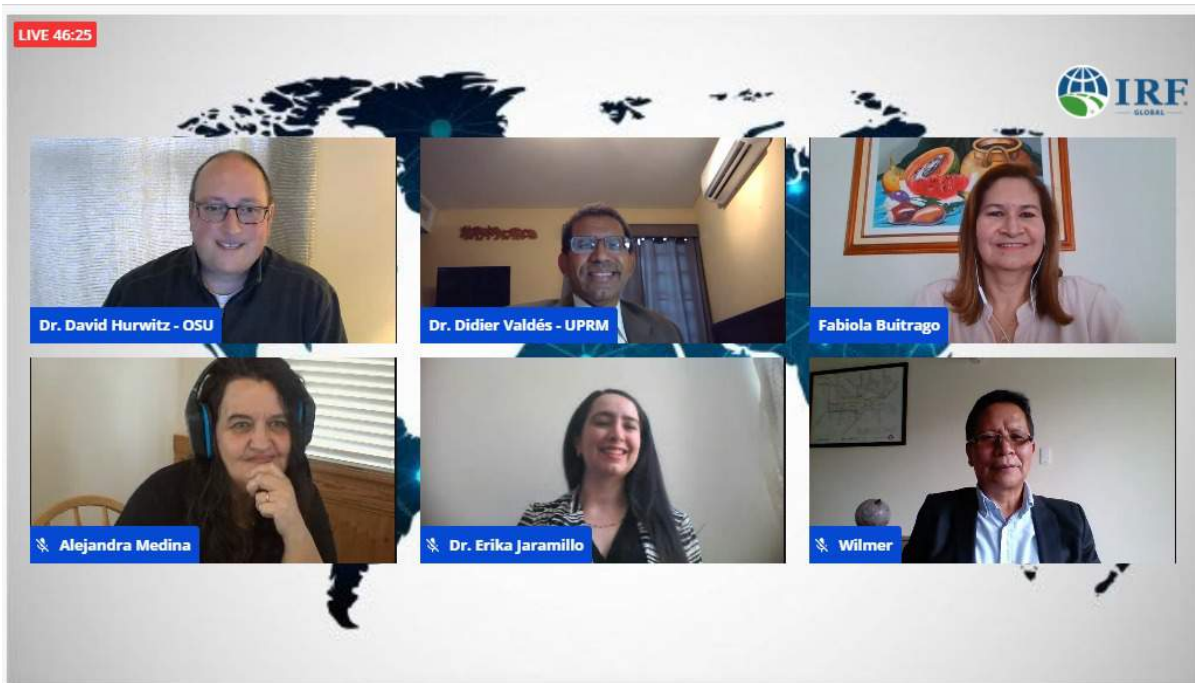 LIVE 46:25
IRF
GLOBAL
Dr. David Hurwitz - OSU
Dr. Didier Valdés - UPRM
Fabiola Buitrago
Alejandra Medina
Dr. Erika Jaramillo
Wilmer